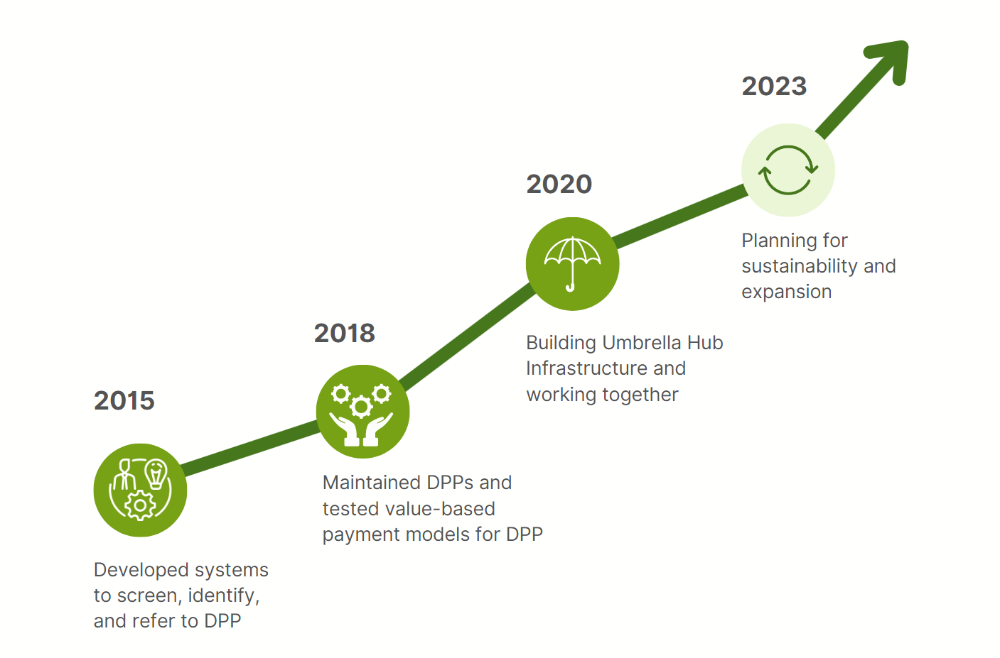 2015
Developed systems
to screen, identify,
and refer to DPP
2018
Maintained DPPs and
tested value-based
payment models for DPP
2020
Building Umbrella Hub
Infrastructure and
working together
2023
Planning for
sustainability and
expansion